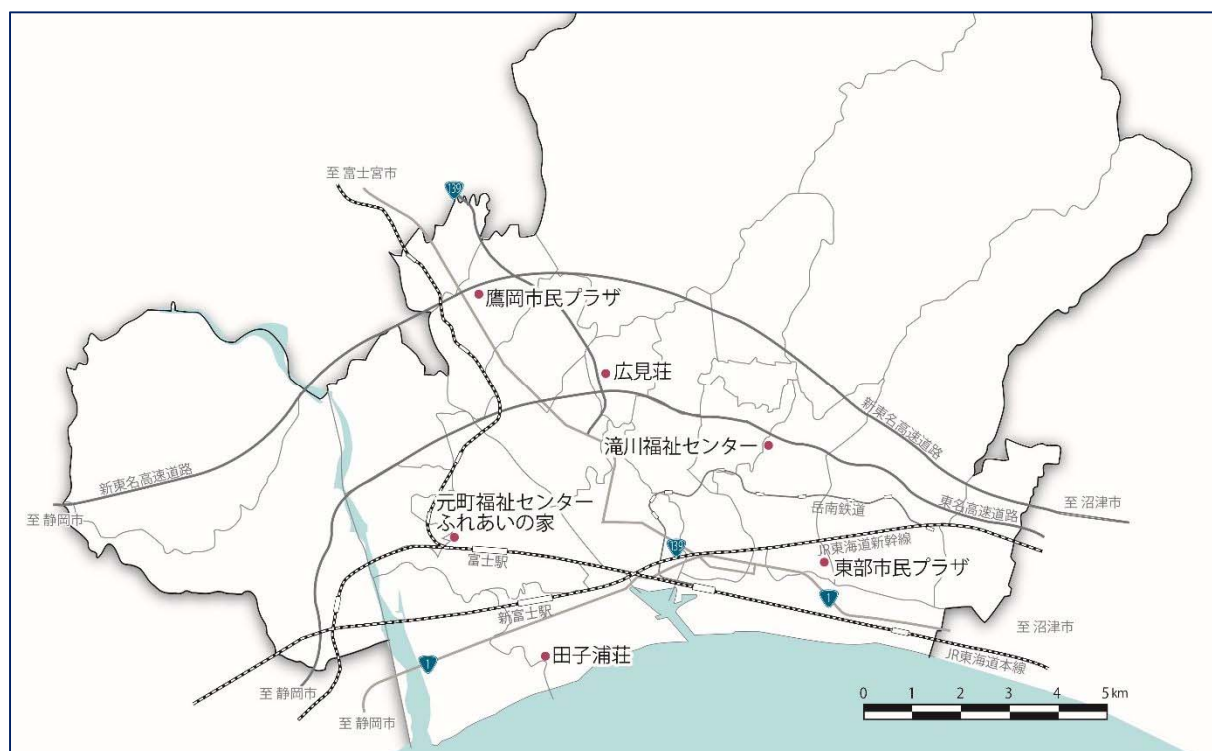 至 富士宮市
139
鷹岡市民プラザ
広見荘
新東名高速道路
滝川福祉センター
新東名高速道路
至 静岡市
元町福祉センター
ふれあいの家
岳南鉄道
東名高速道路
至 沼津市
富士駅
139
JR東海道新幹線
東部市民プラザ
新富士駅
1
至 沼津市
田子浦荘
1
JR東海道本線
至 静岡市
至 静岡市
0 1 2 3 4 5km